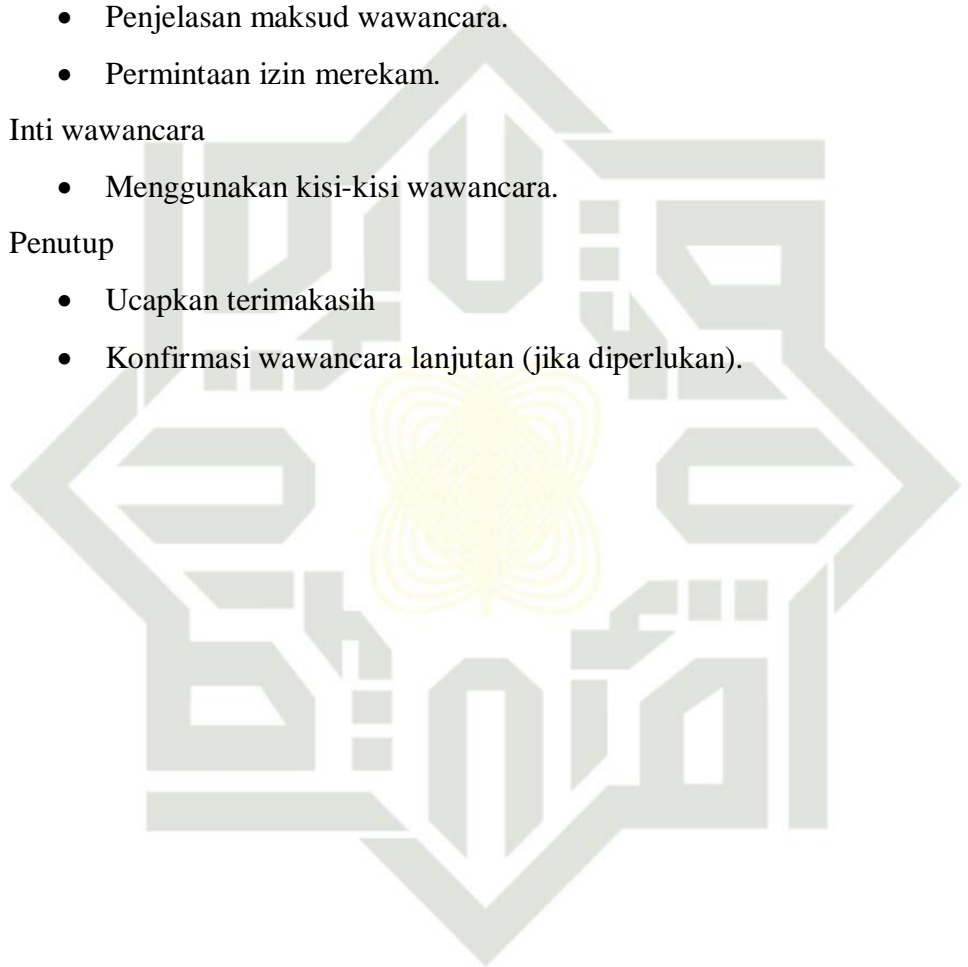 • Penjelasan maksud wawancara.
• Permintaan izin merekam.
Inti wawancara
• Menggunakan kisi-kisi wawancara.
Penutup
• Ucapkan terimakasih
• Konfirmasi wawancara lanjutan (jika diperlukan).